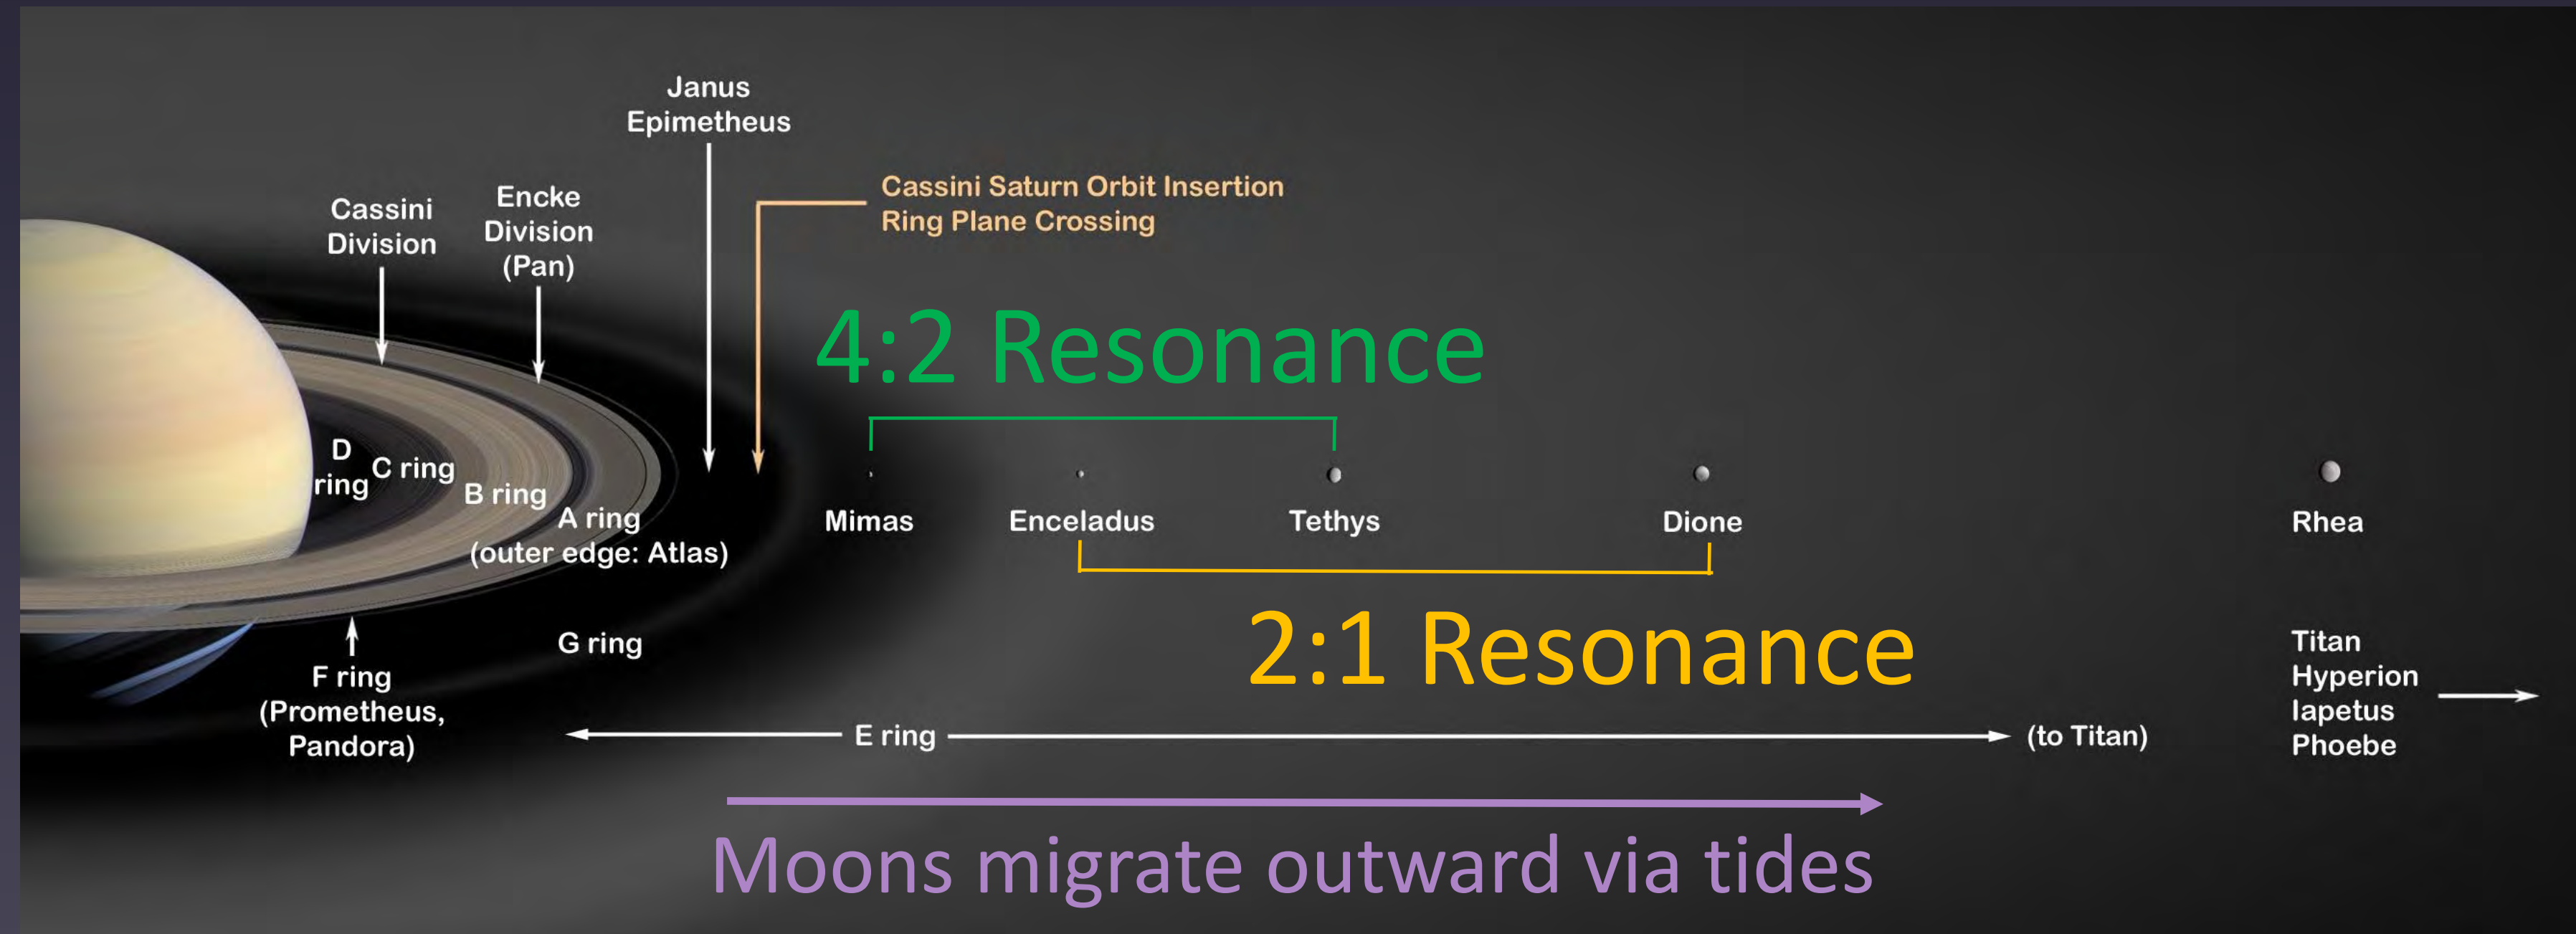 Janus
Epimetheus
Cassini Saturn Orbit Insertion
Ring Plane Crossing
Cassini
Division
Encke
Division
(Pan)
4:2 Resonance
D
ring
C ring
B ring
A ring
(outer edge: Atlas)
Mimas
Enceladus
Tethys
Dione
Rhea
2:1 Resonance
G ring
F ring
(Prometheus,
Pandora)
Titan
Hyperion
Iapetus
Phoebe
E ring
(to Titan)
Moons migrate outward via tides